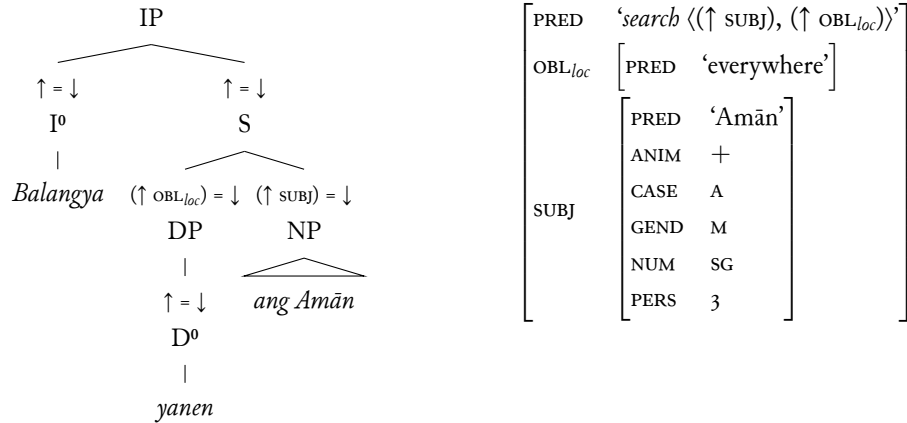 IP
↑ = ↓ ↑ = ↓
I⁰ S
Balangya (↑ OBL_loc) = ↓ (↑ SUBJ) = ↓
DP NP
↑ = ↓ ang Amān
D⁰
yanen
PRED ‘search ⟨(↑ SUBJ), (↑ OBL_loc)⟩’
OBL_loc [PRED ‘everywhere’]
PRED ‘Amān’
ANIM +
CASE A
SUBJ GEND M
NUM SG
PERS 3